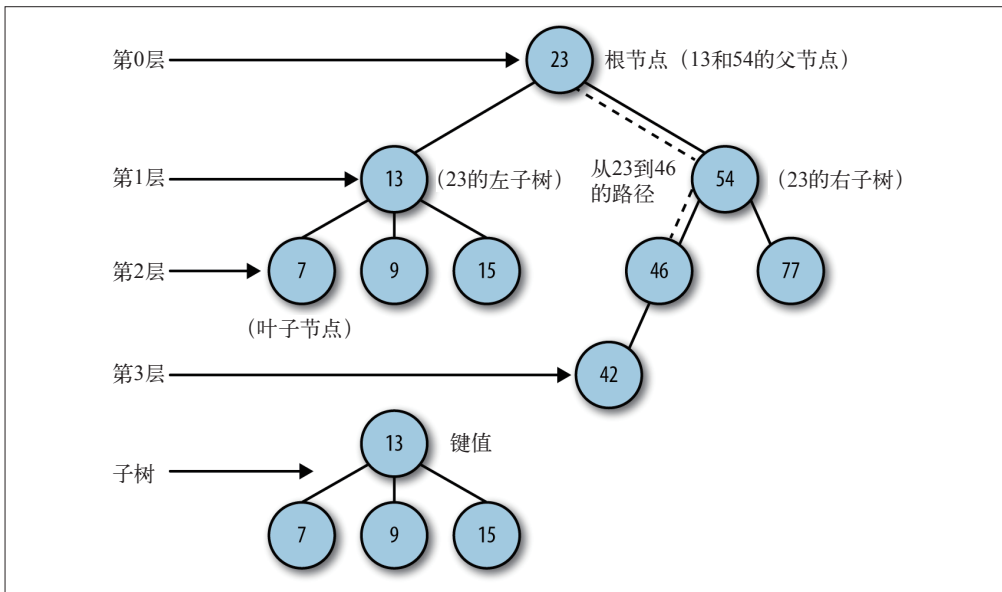 第0层
23
根节点（13和54的父节点）
第1层
13
（23的左子树）
从23到46
的路径
54
（23的右子树）
第2层
7
9
15
46
77
（叶子节点）
第3层
42
13
键值
子树
7
9
15